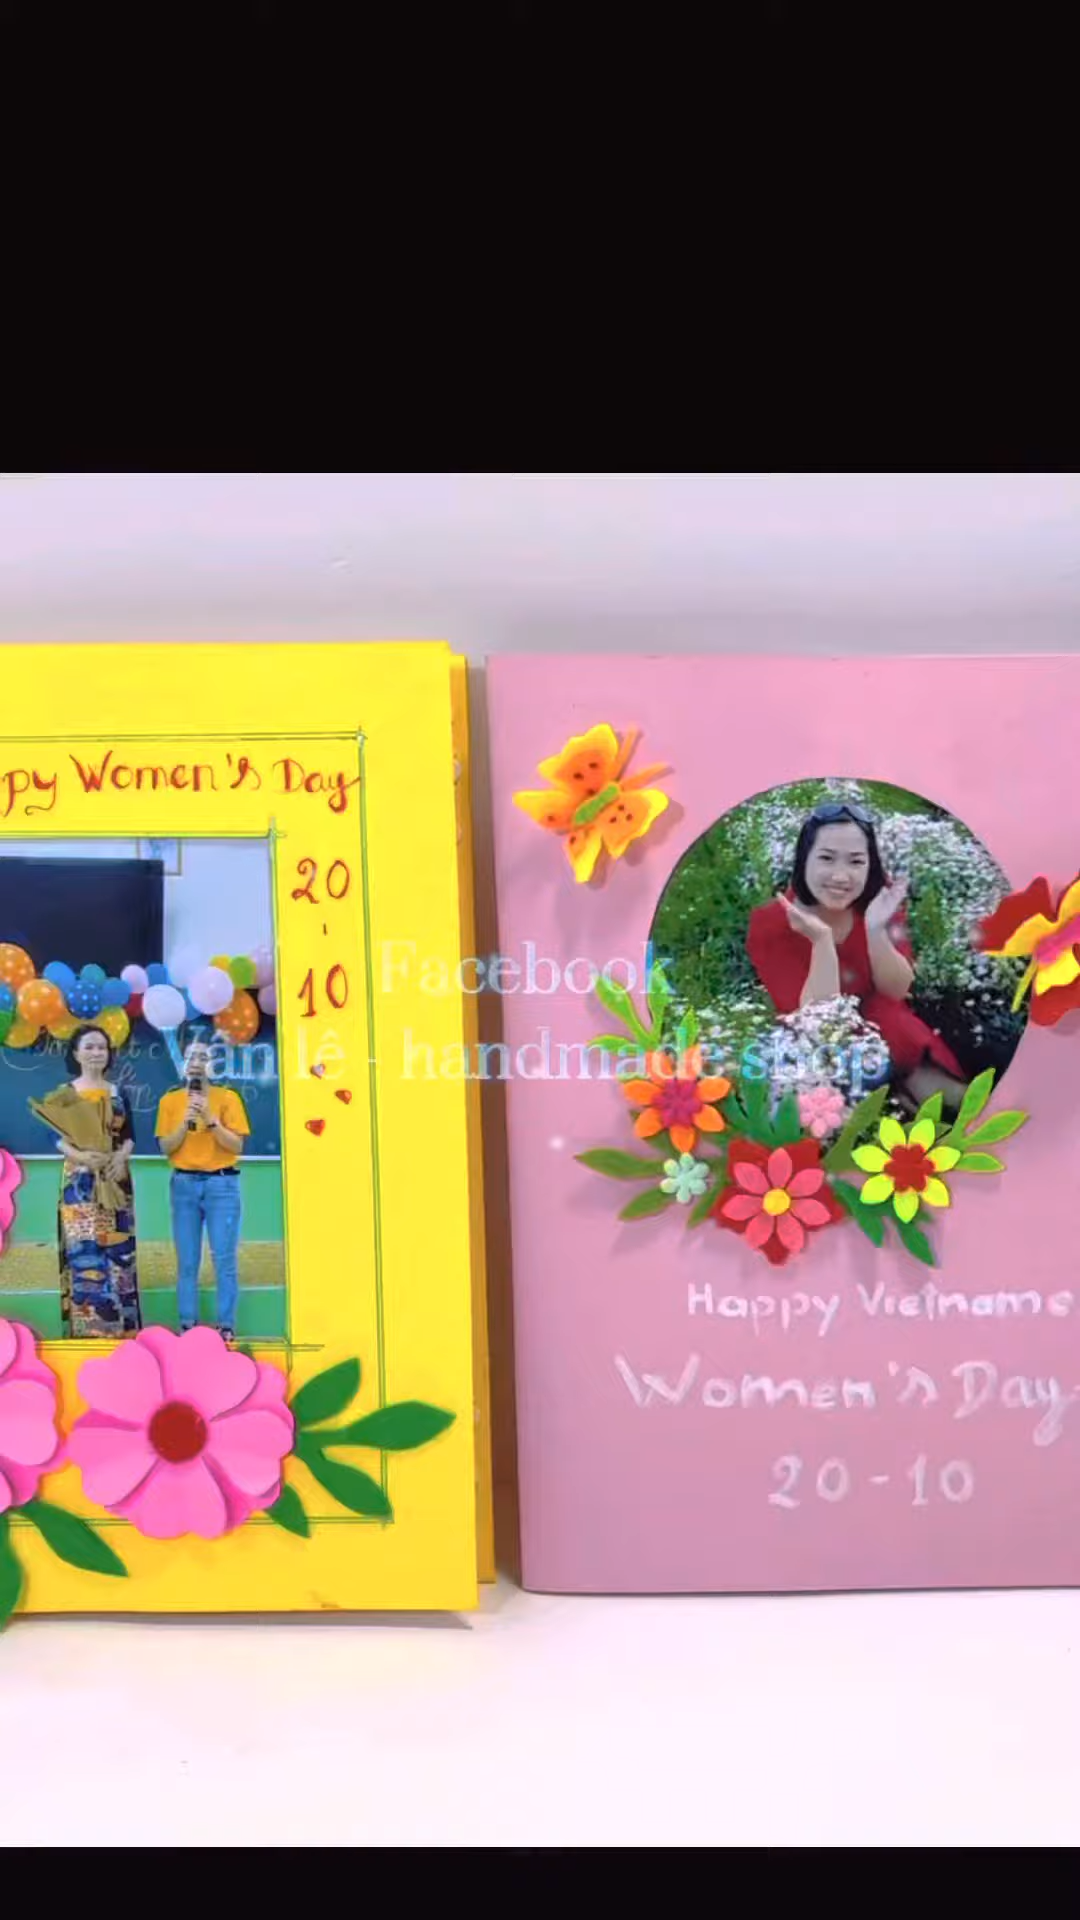 ppy Women's Day
20
-
10
Facebook
Vân lê - handmade shop
Happy Vietname
Women's Day
20-10